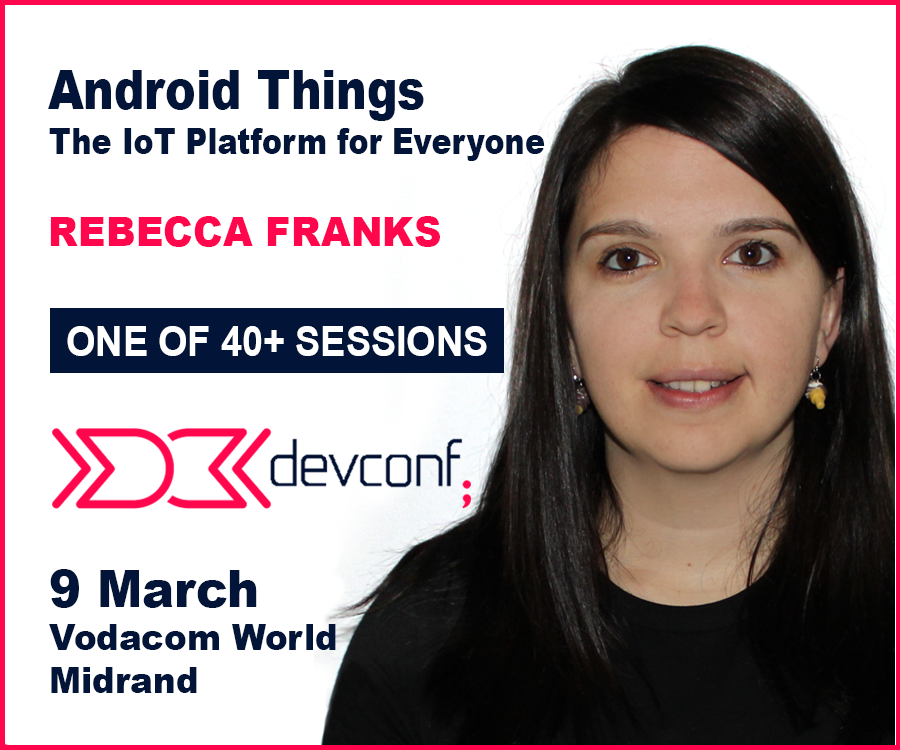 Android Things
The IoT Platform for Everyone
REBECCA FRANKS
ONE OF 40+ SESSIONS
devconf;
9 March
Vodacom World
Midrand